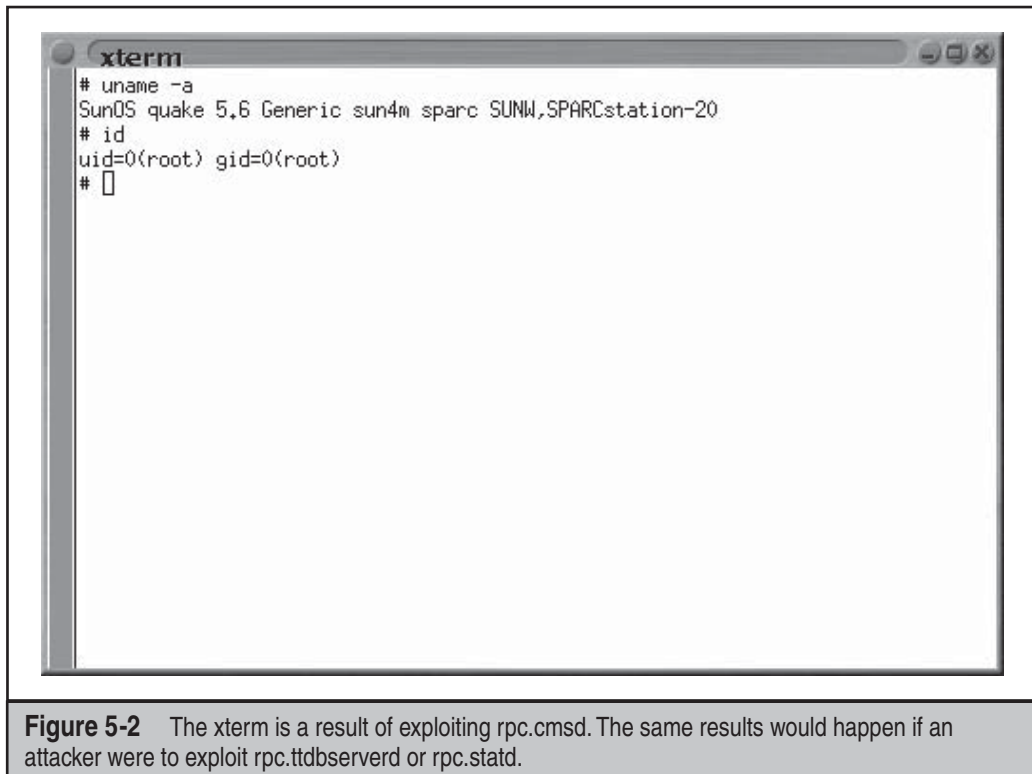 xterm
# uname -a
SunOS quake 5.6 Generic sun4m sparc SUNW,SPARCstation-20
# id
uid=0(root) gid=0(root)
#
Figure 5-2 The xterm is a result of exploiting rpc.cmsd. The same results would happen if an
attacker were to exploit rpc.ttdbserverd or rpc.statd.